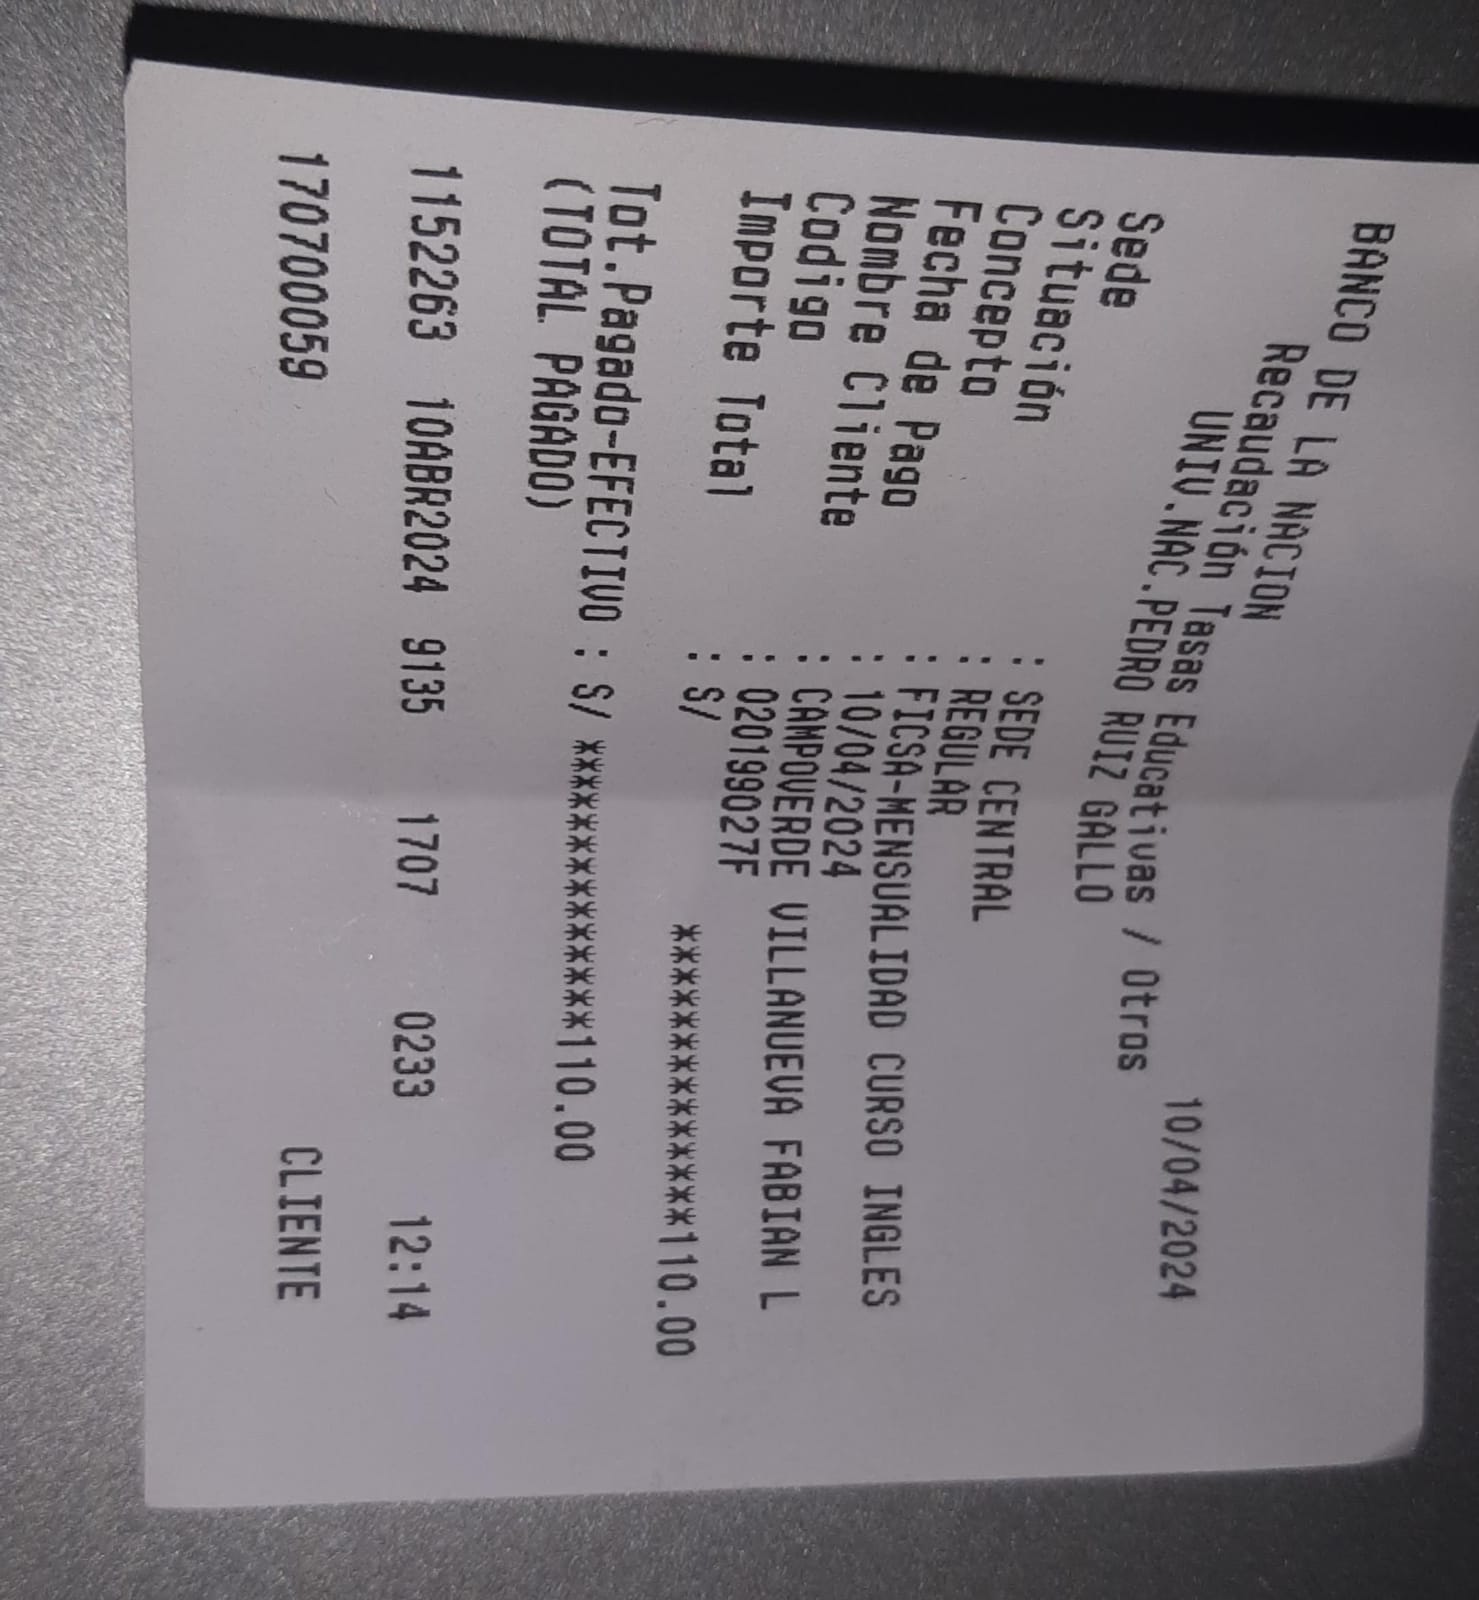 BANCO DE LA NACION
Recaudación Tasas Educativas / Otros
UNIV.NAC.PEDRO RUIZ GALLO
10/04/2024
Sede : SEDE CENTRAL
Situación : REGULAR
Concepto : FICSA-MENSUALIDAD CURSO INGLES
Fecha de Pago : 10/04/2024
Nombre Cliente : CAMPOVERDE VILLANUEVA FABIAN L
Codigo :020199027F
Importe Total : S/ ***************110.00
Tot.Pagado-EFECTIVO : S/ ***************110.00
(TOTAL PAGADO)
1152263 10ABR2024 9135 1707 0233 12:14
17070059 CLIENTE